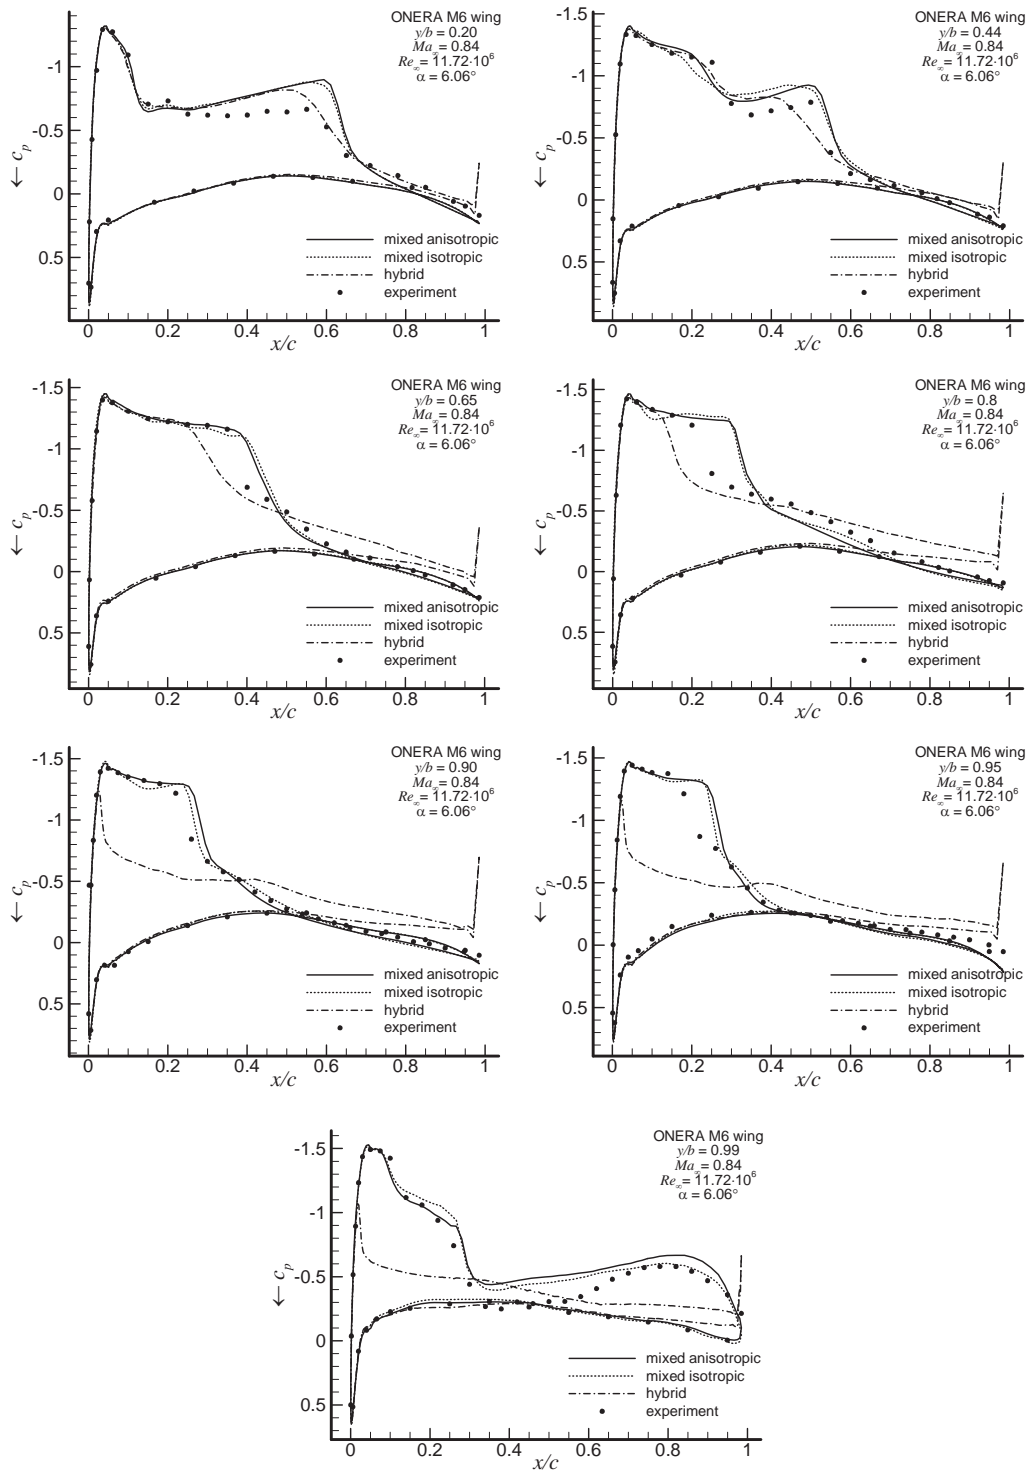 ONERA M6 wing
y/b = 0.20
Ma∞= 0.84
Re∞= 11.72·10⁶
α = 6.06°
← cp
-1
-0.5
0
0.5
mixed anisotropic
mixed isotropic
hybrid
experiment
0 0.2 0.4 0.6 0.8 1
x/c
ONERA M6 wing
y/b = 0.44
Ma∞= 0.84
Re∞= 11.72·10⁶
α = 6.06°
← cp
-1.5
-1
-0.5
0
0.5
mixed anisotropic
mixed isotropic
hybrid
experiment
0 0.2 0.4 0.6 0.8 1
x/c
ONERA M6 wing
y/b = 0.65
Ma∞= 0.84
Re∞= 11.72·10⁶
α = 6.06°
← cp
-1.5
-1
-0.5
0
0.5
mixed anisotropic
mixed isotropic
hybrid
experiment
0 0.2 0.4 0.6 0.8 1
x/c
ONERA M6 wing
y/b = 0.8
Ma∞= 0.84
Re∞= 11.72·10⁶
α = 6.06°
← cp
-1.5
-1
-0.5
0
0.5
mixed anisotropic
mixed isotropic
hybrid
experiment
0 0.2 0.4 0.6 0.8 1
x/c
ONERA M6 wing
y/b = 0.90
Ma∞= 0.84
Re∞= 11.72·10⁶
α = 6.06°
← cp
-1.5
-1
-0.5
0
0.5
mixed anisotropic
mixed isotropic
hybrid
experiment
0 0.2 0.4 0.6 0.8 1
x/c
ONERA M6 wing
y/b = 0.95
Ma∞= 0.84
Re∞= 11.72·10⁶
α = 6.06°
← cp
-1.5
-1
-0.5
0
0.5
mixed anisotropic
mixed isotropic
hybrid
experiment
0 0.2 0.4 0.6 0.8 1
x/c
ONERA M6 wing
y/b = 0.99
Ma∞= 0.84
Re∞= 11.72·10⁶
α = 6.06°
← cp
-1.5
-1
-0.5
0
0.5
mixed anisotropic
mixed isotropic
hybrid
experiment
0 0.2 0.4 0.6 0.8 1
x/c